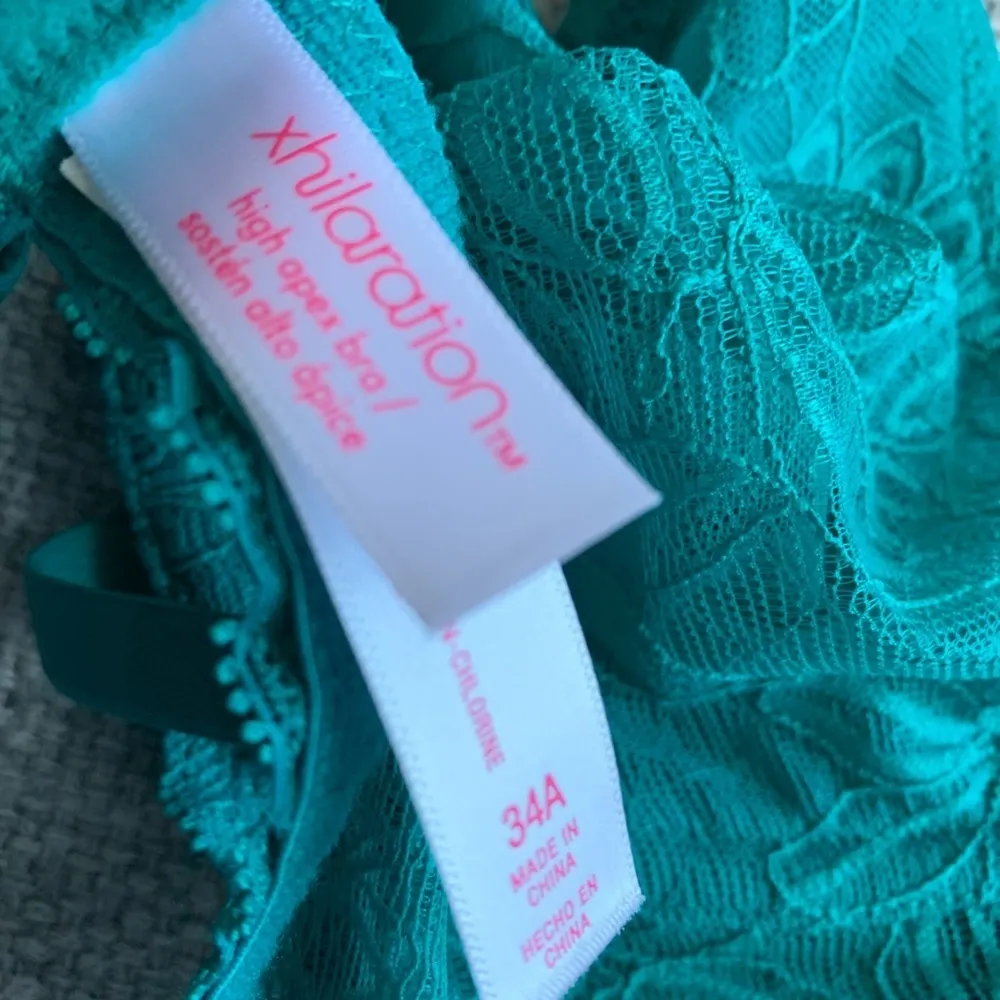 xhilaration™
high apex bra /
sostén alto ápice
N-CHLORINE
34A
MADE IN
CHINA
HECHO EN
CHINA